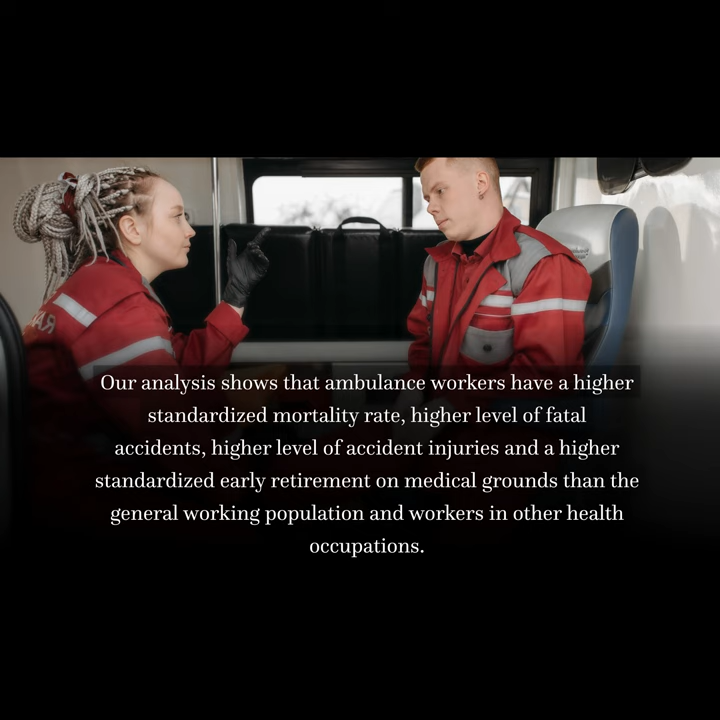 Our analysis shows that ambulance workers have a higher
standardized mortality rate, higher level of fatal
accidents, higher level of accident injuries and a higher
standardized early retirement on medical grounds than the
general working population and workers in other health
occupations.